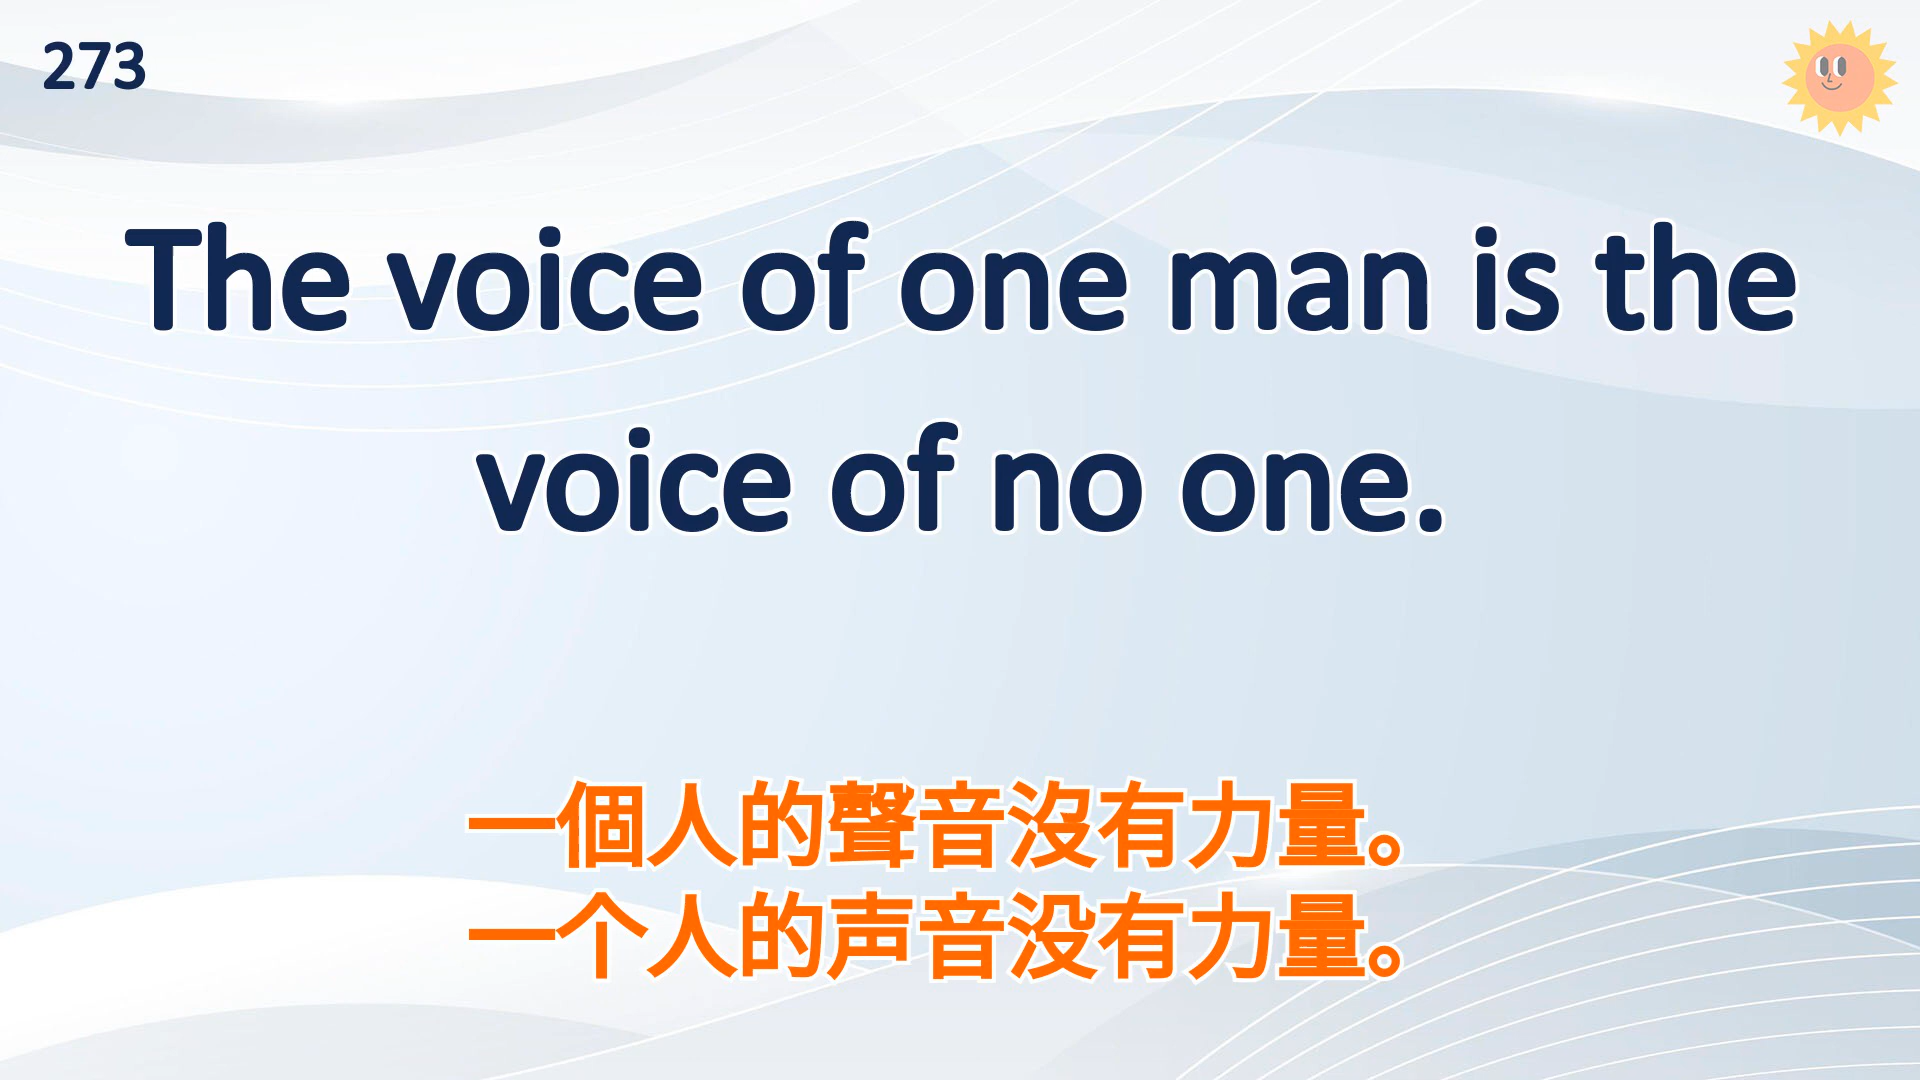 273
The voice of one man is the
voice of no one.
一個人的聲音沒有力量。
一个人的声音没有力量。